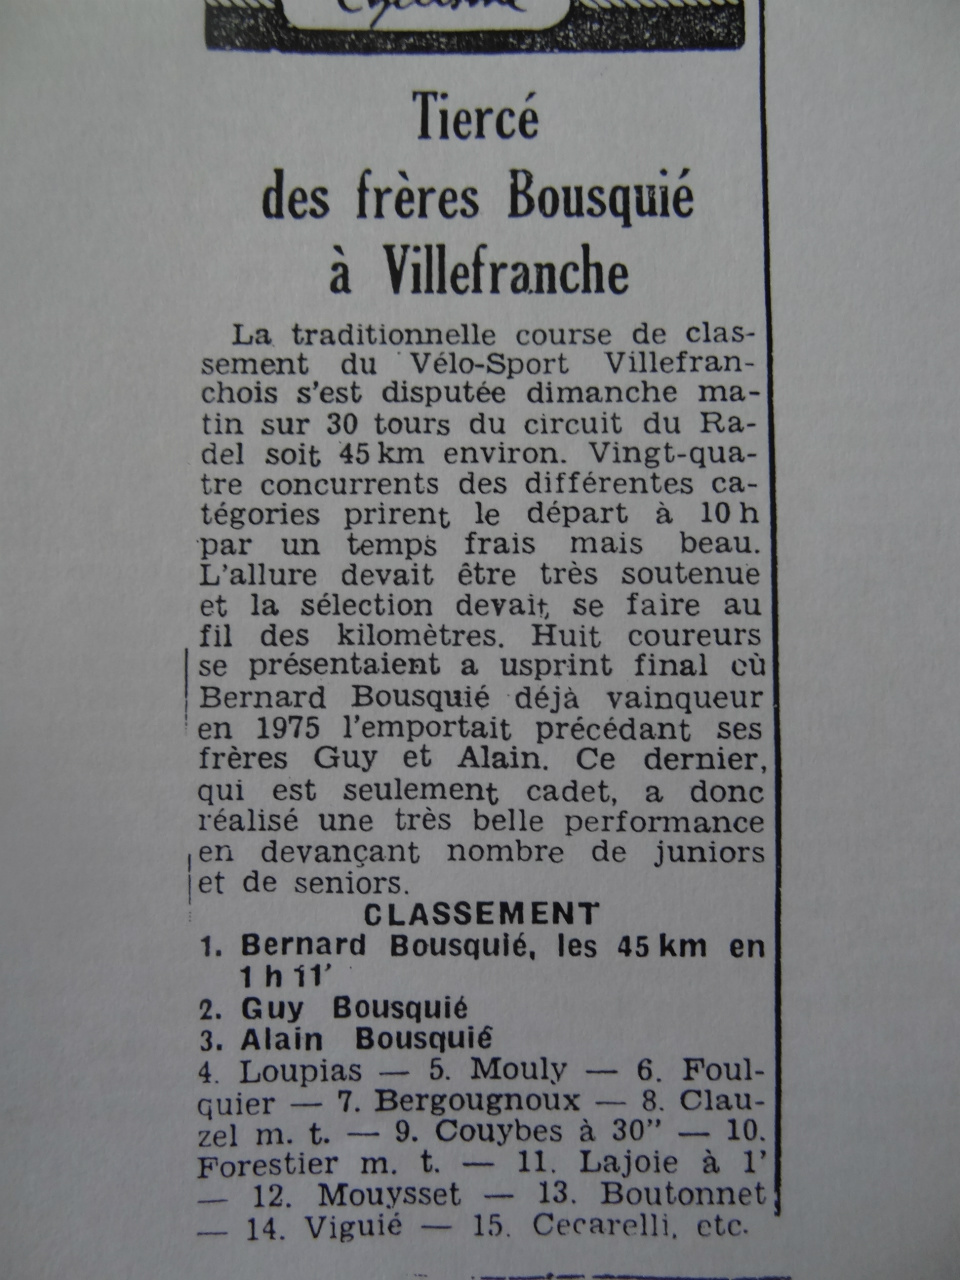 Cyclisme
Tiercé
des frères Bousquié
à Villefranche
La traditionnelle course de clas-
sement du Vélo-Sport Villefran-
chois s'est disputée dimanche ma-
tin sur 30 tours du circuit du Ra-
del soit 45 km environ. Vingt-qua-
tre concurrents des différentes ca-
tégories prirent le départ à 10 h
par un temps frais mais beau.
L'allure devait être très soutenue
et la sélection devait se faire au
fil des kilomètres. Huit coureurs
se présentaient a usprint final cù
Bernard Bousquié déjà vainqueur
en 1975 l'emportait précédant ses
frères Guy et Alain. Ce dernier,
qui est seulement cadet, a donc
réalisé une très belle performance
en devançant nombre de juniors
et de seniors.
CLASSEMENT
1. Bernard Bousquié, les 45 km en
1 h 11'
2. Guy Bousquié
3. Alain Bousquié
4. Loupias — 5. Mouly — 6. Foul-
quier — 7. Bergougnoux — 8. Clau-
zel m. t. — 9. Couybes à 30" — 10.
Forestier m. t. — 11. Lajoie à 1'
— 12. Mouysset — 13. Boutonnet
— 14. Viguié — 15. Cecarelli, etc.